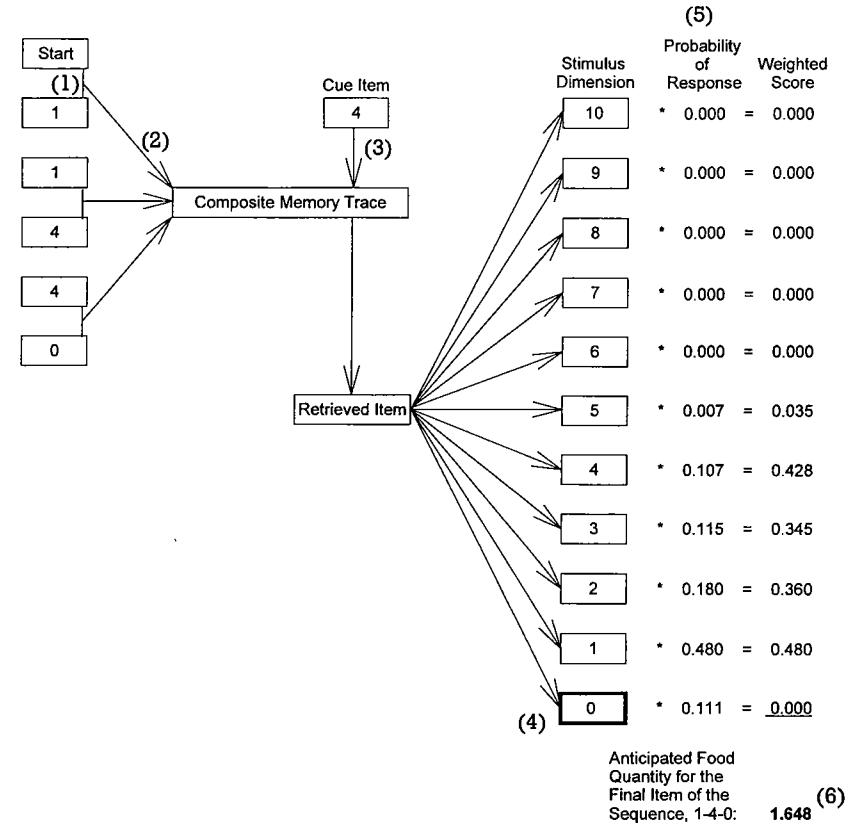 (5)
Start
(1)
1
(2)
1
4
4
0
Cue Item
4
(3)
Composite Memory Trace
Retrieved Item
Stimulus
Dimension
Probability
of
Response
Weighted
Score
10 * 0.000 = 0.000
9 * 0.000 = 0.000
8 * 0.000 = 0.000
7 * 0.000 = 0.000
6 * 0.000 = 0.000
5 * 0.007 = 0.035
4 * 0.107 = 0.428
3 * 0.115 = 0.345
2 * 0.180 = 0.360
1 * 0.480 = 0.480
(4) 0 * 0.111 = 0.000
Anticipated Food
Quantity for the
Final Item of the (6)
Sequence, 1-4-0: 1.648